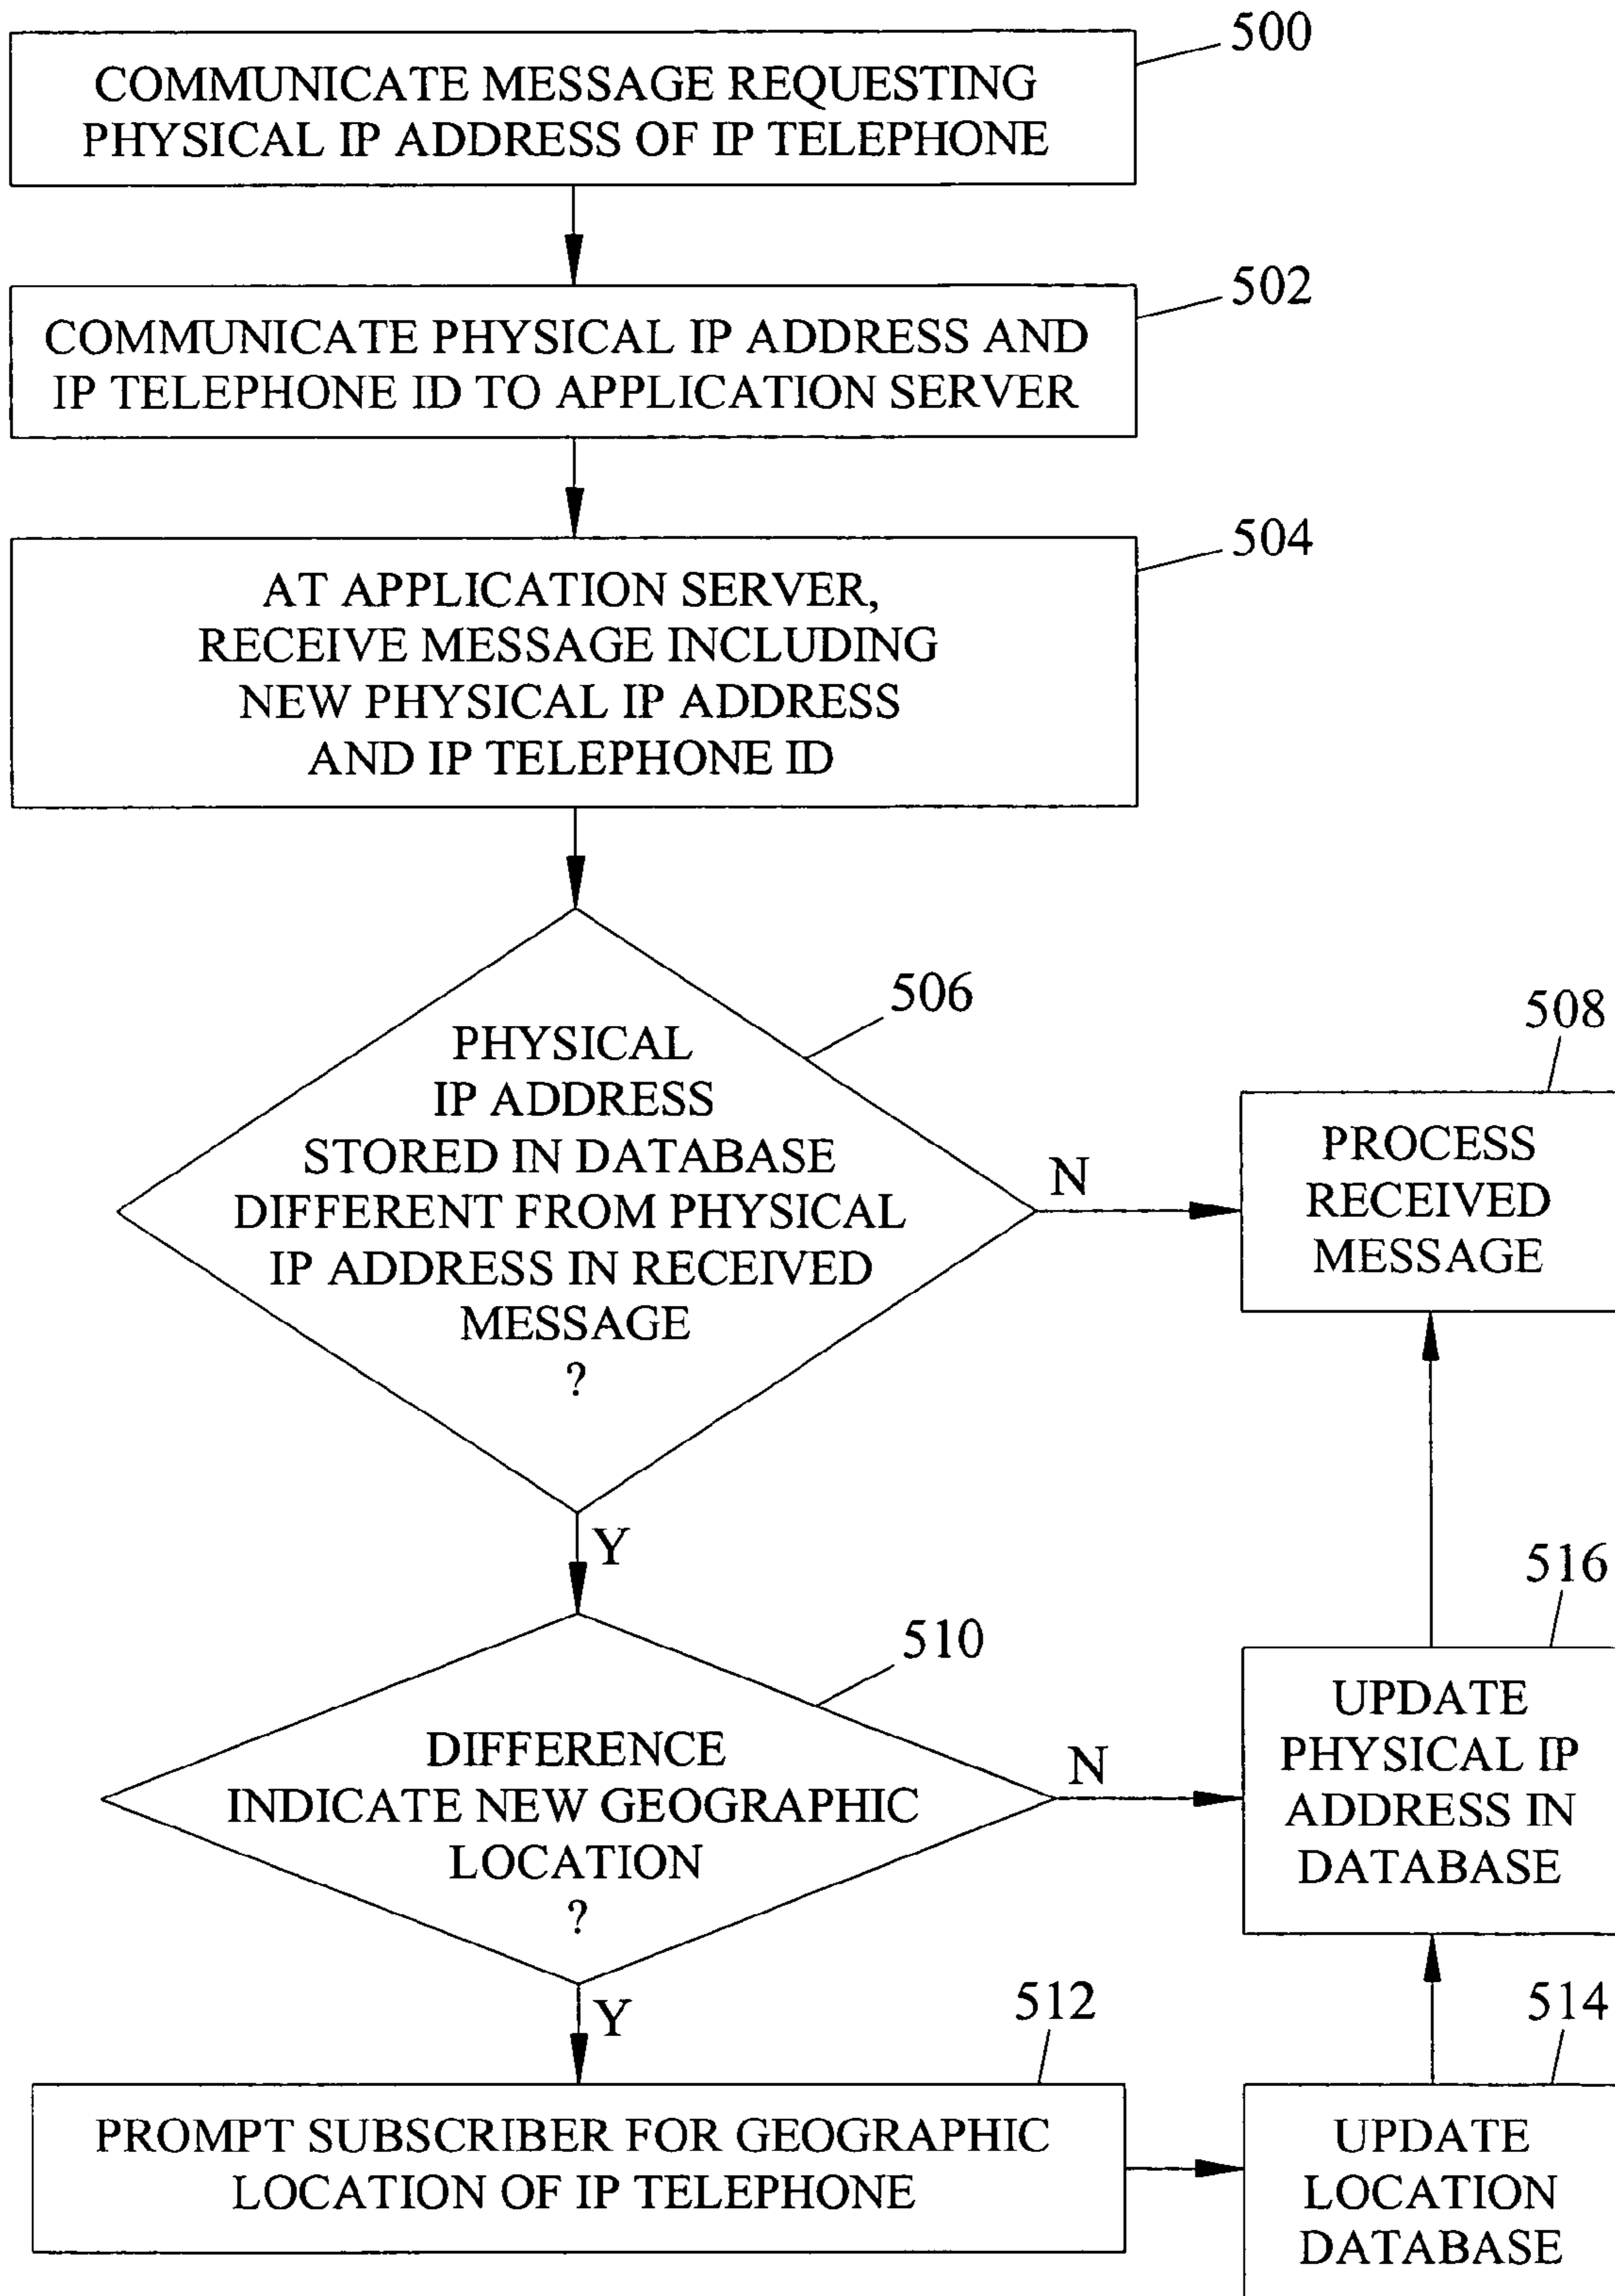 500
COMMUNICATE MESSAGE REQUESTING
PHYSICAL IP ADDRESS OF IP TELEPHONE
502
COMMUNICATE PHYSICAL IP ADDRESS AND
IP TELEPHONE ID TO APPLICATION SERVER
504
AT APPLICATION SERVER,
RECEIVE MESSAGE INCLUDING
NEW PHYSICAL IP ADDRESS
AND IP TELEPHONE ID
506
PHYSICAL
IP ADDRESS
STORED IN DATABASE
DIFFERENT FROM PHYSICAL
IP ADDRESS IN RECEIVED
MESSAGE
?
N
508
PROCESS
RECEIVED
MESSAGE
Y
510
DIFFERENCE
INDICATE NEW GEOGRAPHIC
LOCATION
?
N
516
UPDATE
PHYSICAL IP
ADDRESS IN
DATABASE
Y
512
PROMPT SUBSCRIBER FOR GEOGRAPHIC
LOCATION OF IP TELEPHONE
514
UPDATE
LOCATION
DATABASE